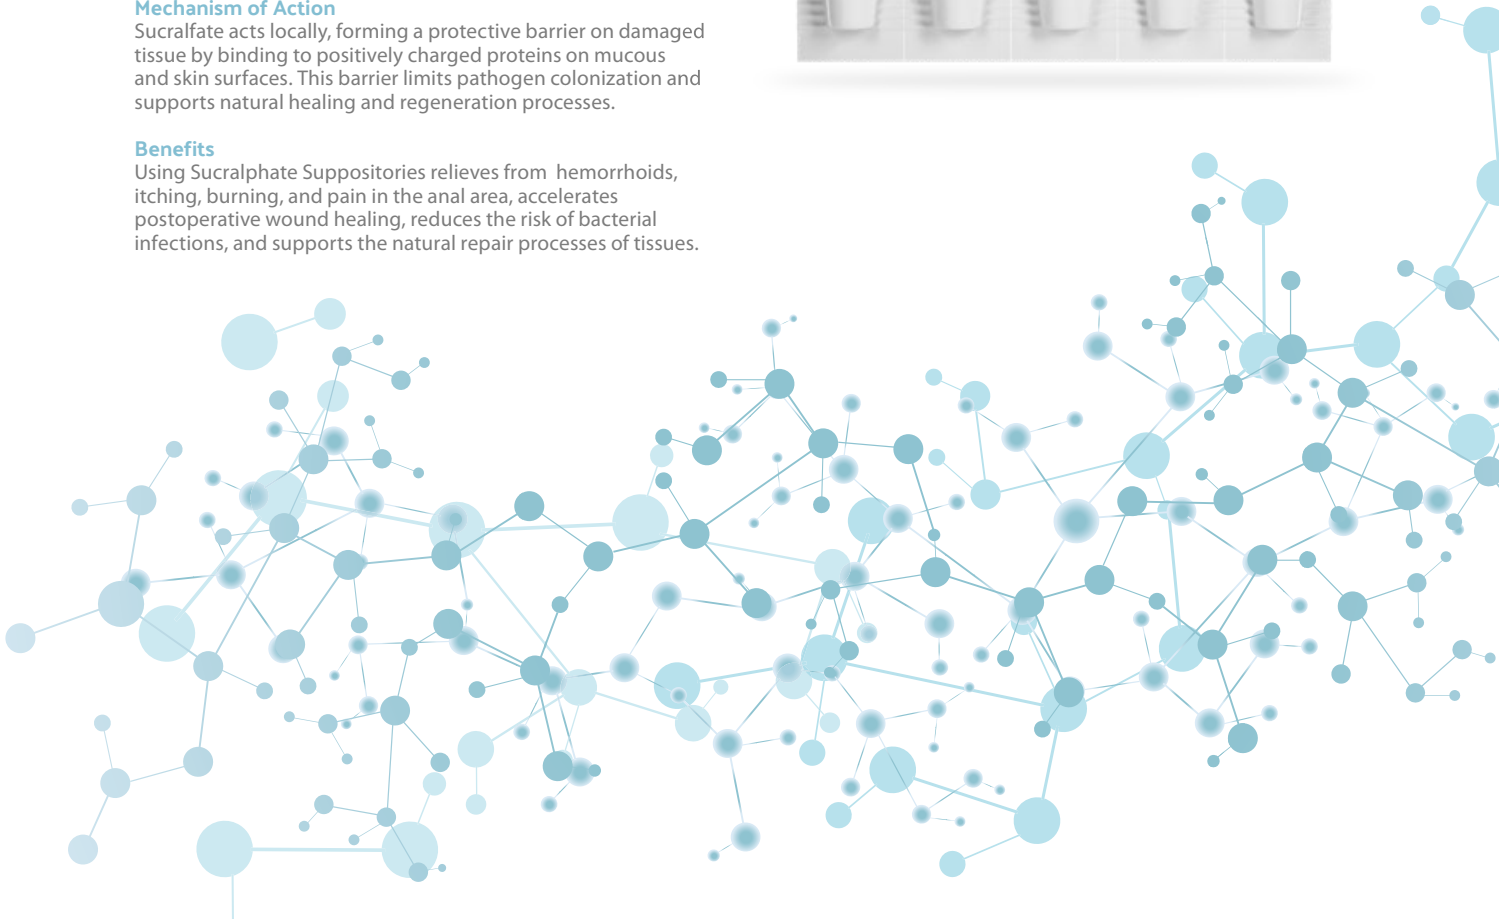 Mechanism of Action
Sucralfate acts locally, forming a protective barrier on damaged
tissue by binding to positively charged proteins on mucous
and skin surfaces. This barrier limits pathogen colonization and
supports natural healing and regeneration processes.
Benefits
Using Sucralphate Suppositories relieves from  hemorrhoids,
itching, burning, and pain in the anal area, accelerates
postoperative wound healing, reduces the risk of bacterial
infections, and supports the natural repair processes of tissues.